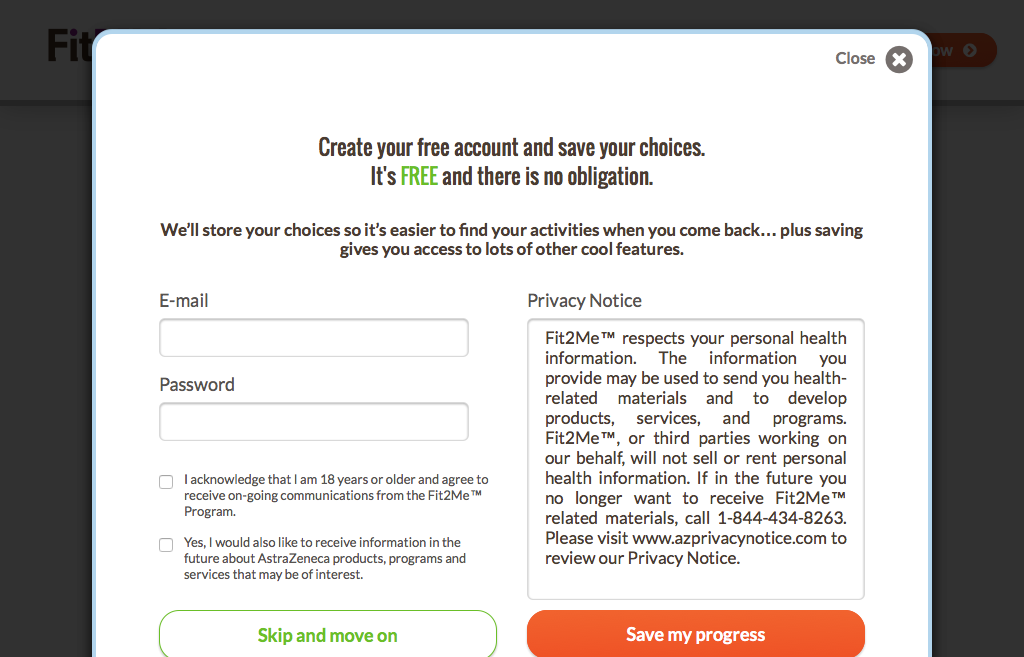 Fit
Close
ow
Create your free account and save your choices.
It's FREE and there is no obligation.
We'll store your choices so it's easier to find your activities when you come back… plus saving
gives you access to lots of other cool features.
E-mail
Password
I acknowledge that I am 18 years or older and agree to
receive on-going communications from the Fit2Me™
Program.
Yes, I would also like to receive information in the
future about AstraZeneca products, programs and
services that may be of interest.
Skip and move on
Privacy Notice
Fit2Me™ respects your personal health
information. The information you
provide may be used to send you health-
related materials and to develop
products, services, and programs.
Fit2Me™, or third parties working on
our behalf, will not sell or rent personal
health information. If in the future you
no longer want to receive Fit2Me™
related materials, call 1-844-434-8263.
Please visit www.azprivacynotice.com to
review our Privacy Notice.
Save my progress